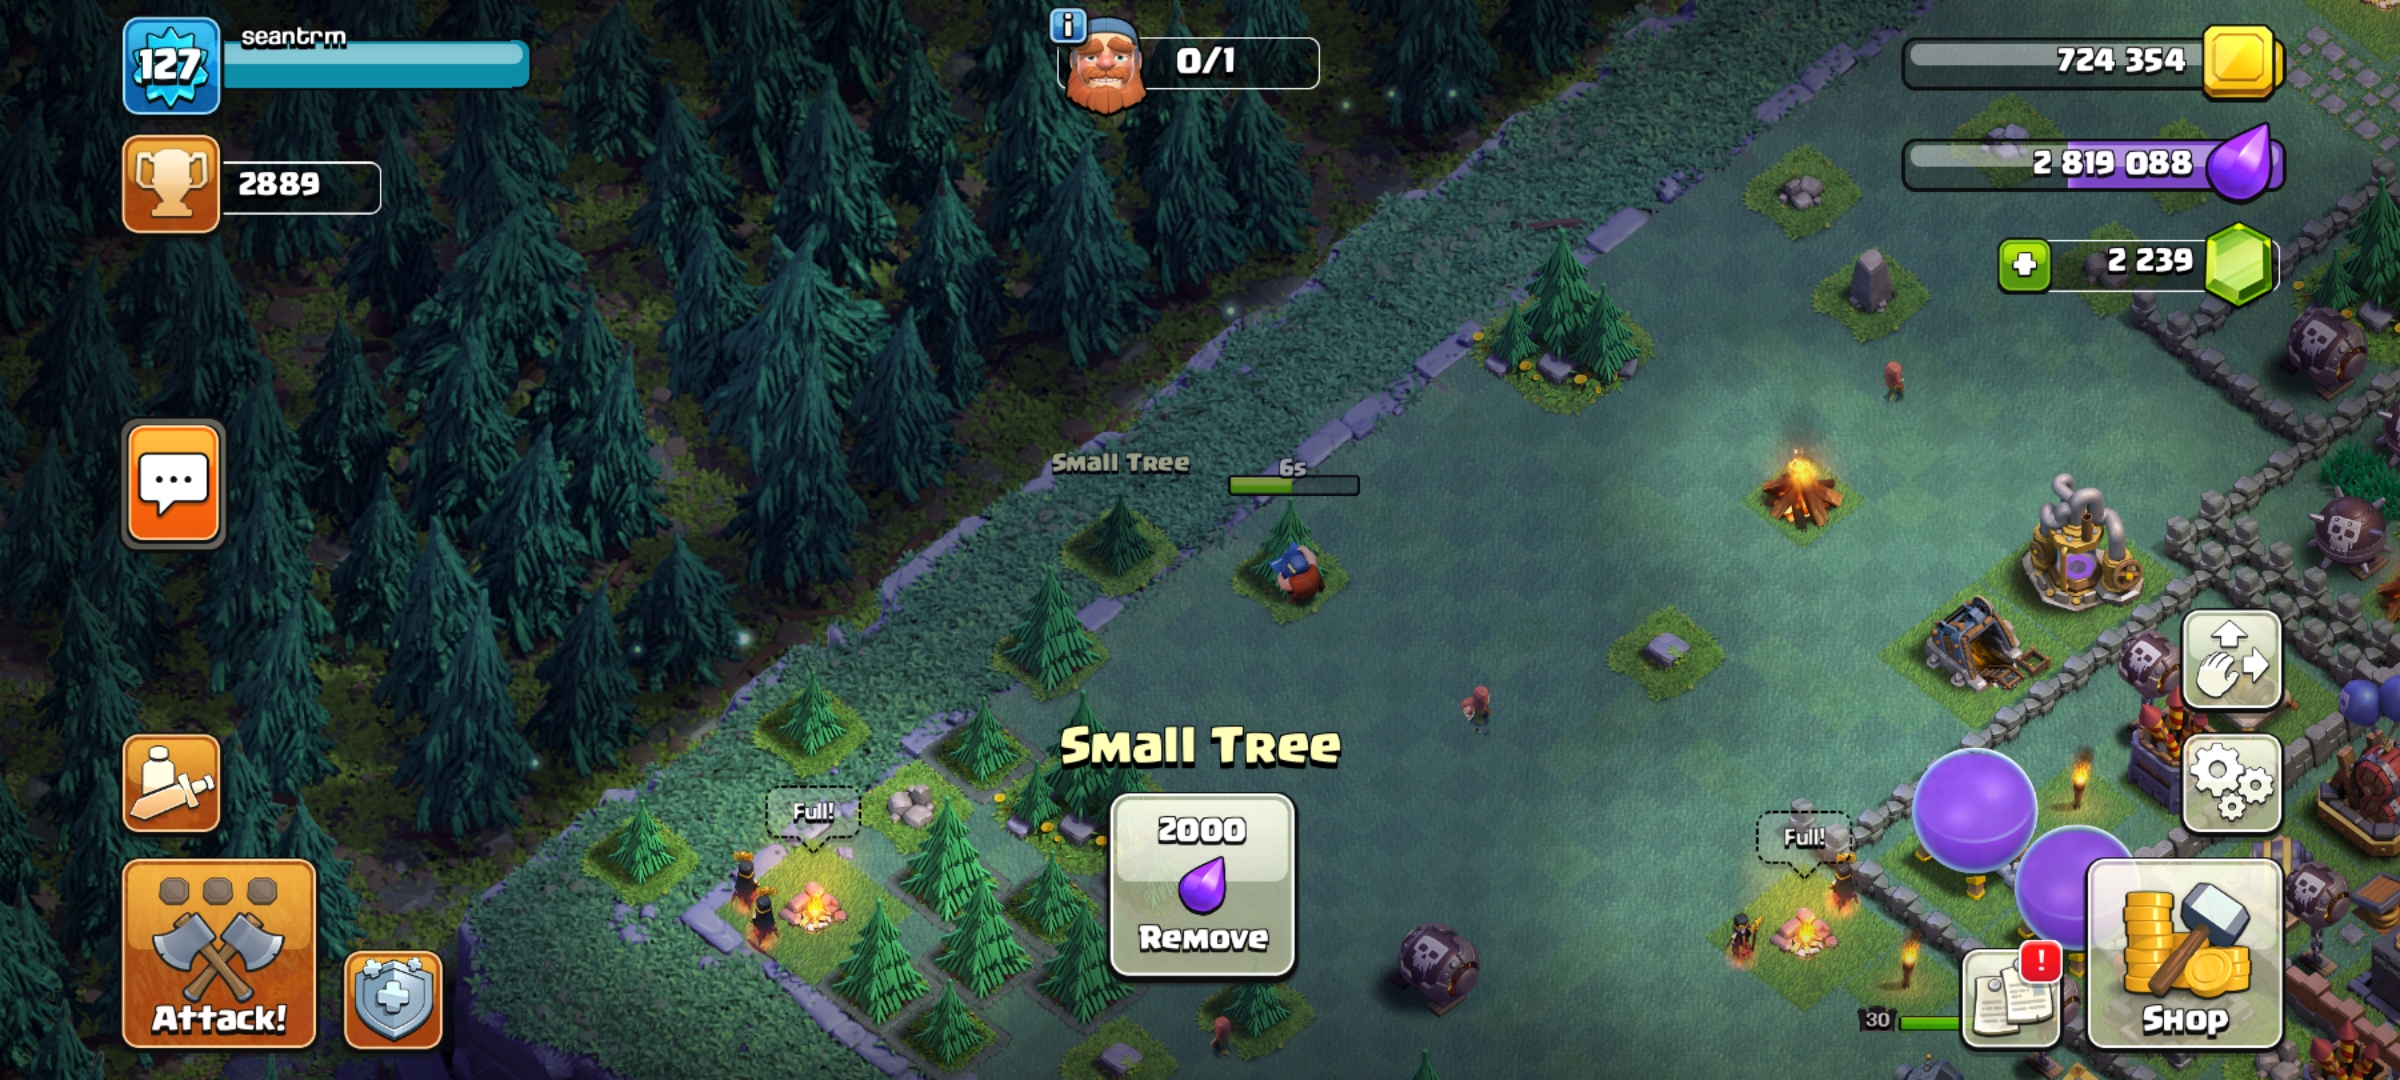 127
seantrm
0/1
724 354
2889
2 819 088
2 239
Small Tree
6s
Small Tree
Full!
2000
Remove
Full!
Attack!
30
!
Shop